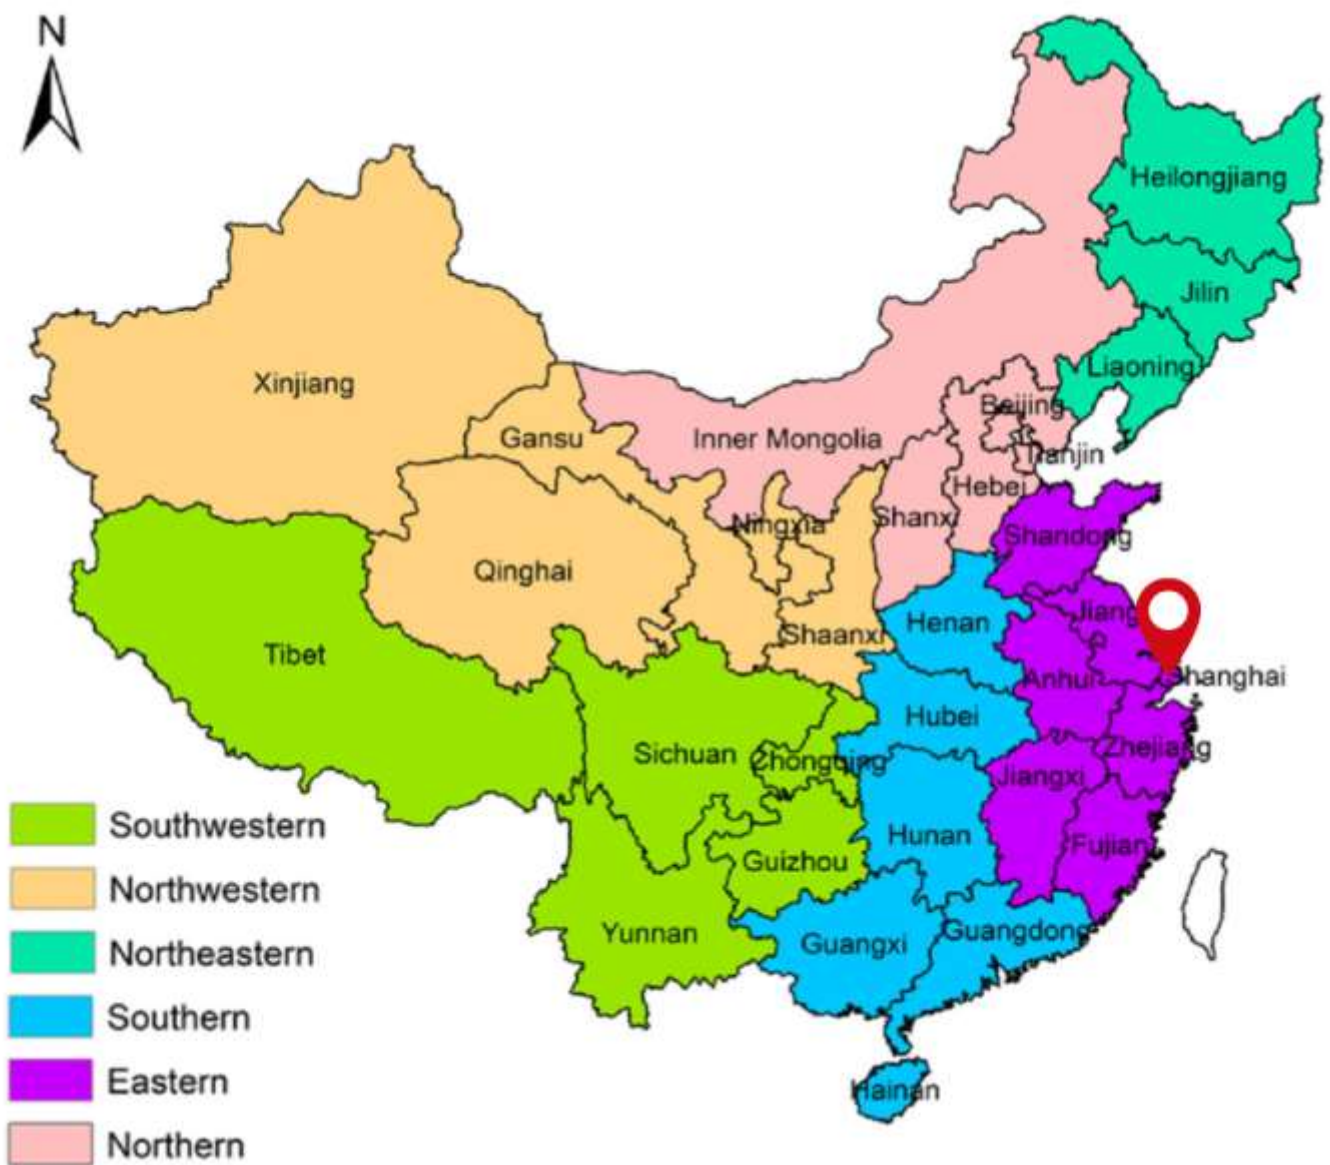 N
Heilongjiang
Jilin
Liaoning
Xinjiang
Beijing
Gansu
Inner Mongolia
Tianjin
Hebei
Ningxia
Shanxi
Shandong
Qinghai
Jiang
Henan
Shaanxi
Tibet
Anhui
Shanghai
Hubei
Sichuan
Chongqing
Zhejiang
Jiangxi
Southwestern
Hunan
Fujian
Guizhou
Northwestern
Yunnan
Guangxi
Guangdong
Northeastern
Southern
Eastern
Hainan
Northern